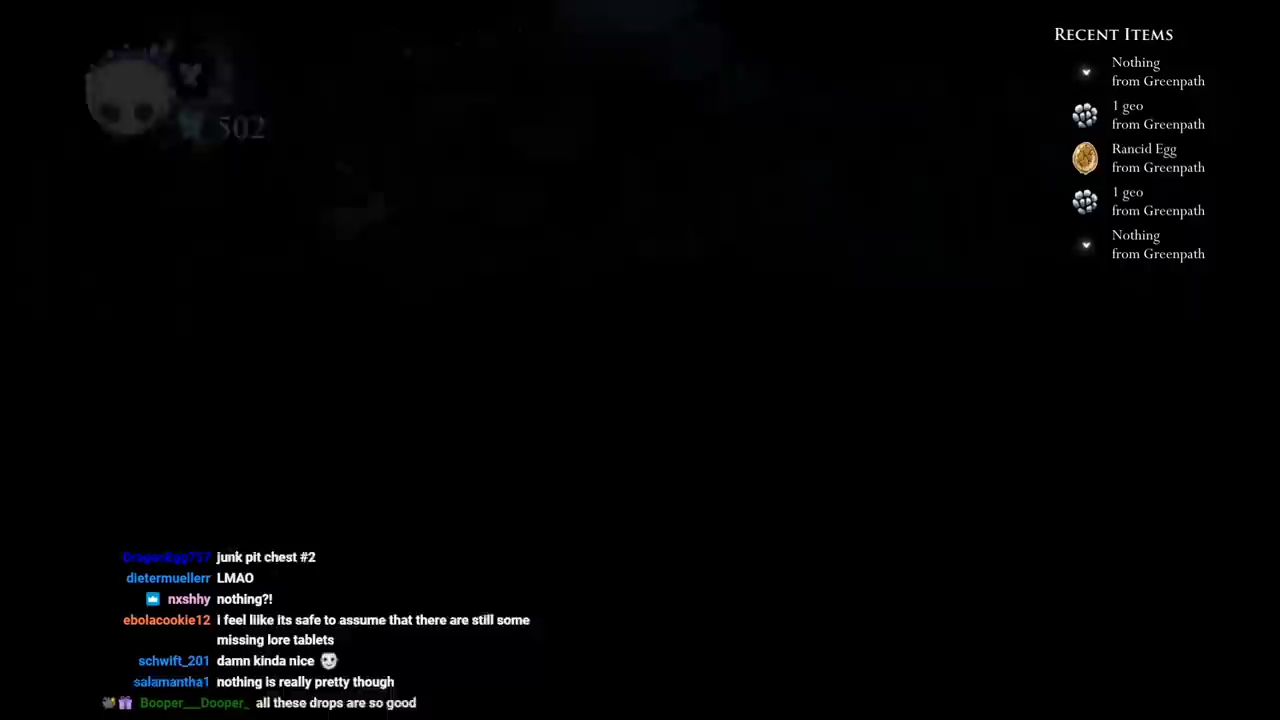 RECENT ITEMS
Nothing
from Greenpath
1 geo
from Greenpath
Rancid Egg
from Greenpath
1 geo
from Greenpath
Nothing
from Greenpath
502
DragonEgg737 junk pit chest #2
dietermuellerr LMAO
nxshhy nothing?!
ebolacookie12 i feel like its safe to assume that there are still some
missing lore tablets
schwift_201 damn kinda nice
salamantha1 nothing is really pretty though
Booper___Dooper_ all these drops are so good